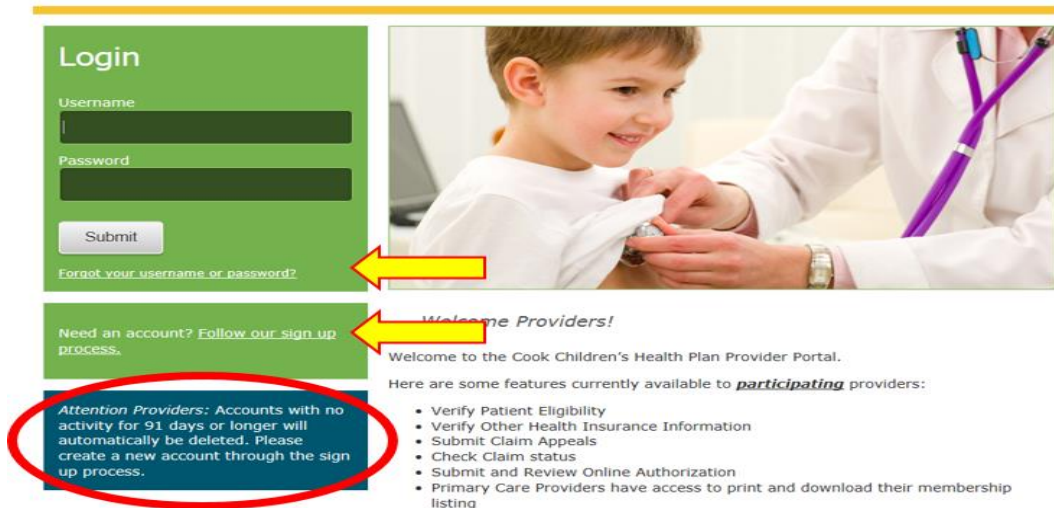 Login
Username
Password
Submit
Forgot your username or password?
Need an account? Follow our sign up
process.
Attention Providers: Accounts with no
activity for 91 days or longer will
automatically be deleted. Please
create a new account through the sign
up process.
Welcome Providers!
Welcome to the Cook Children's Health Plan Provider Portal.
Here are some features currently available to participating providers:
• Verify Patient Eligibility
• Verify Other Health Insurance Information
• Submit Claim Appeals
• Check Claim status
• Submit and Review Online Authorization
• Primary Care Providers have access to print and download their membership
listing